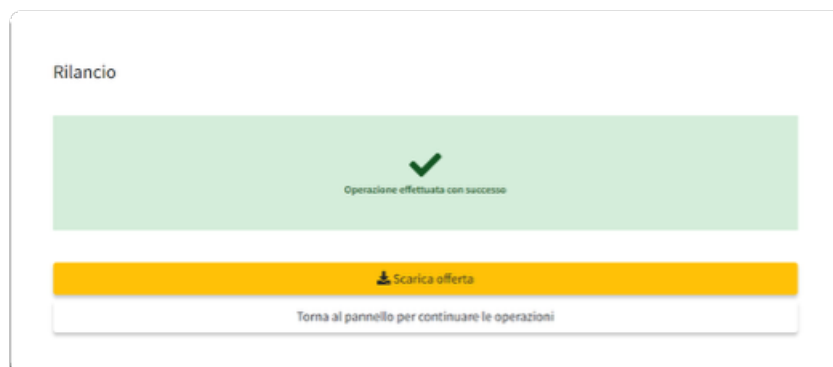 Rilancio
Operazione effettuata con successo
Scarica offerta
Torna al pannello per continuare le operazioni